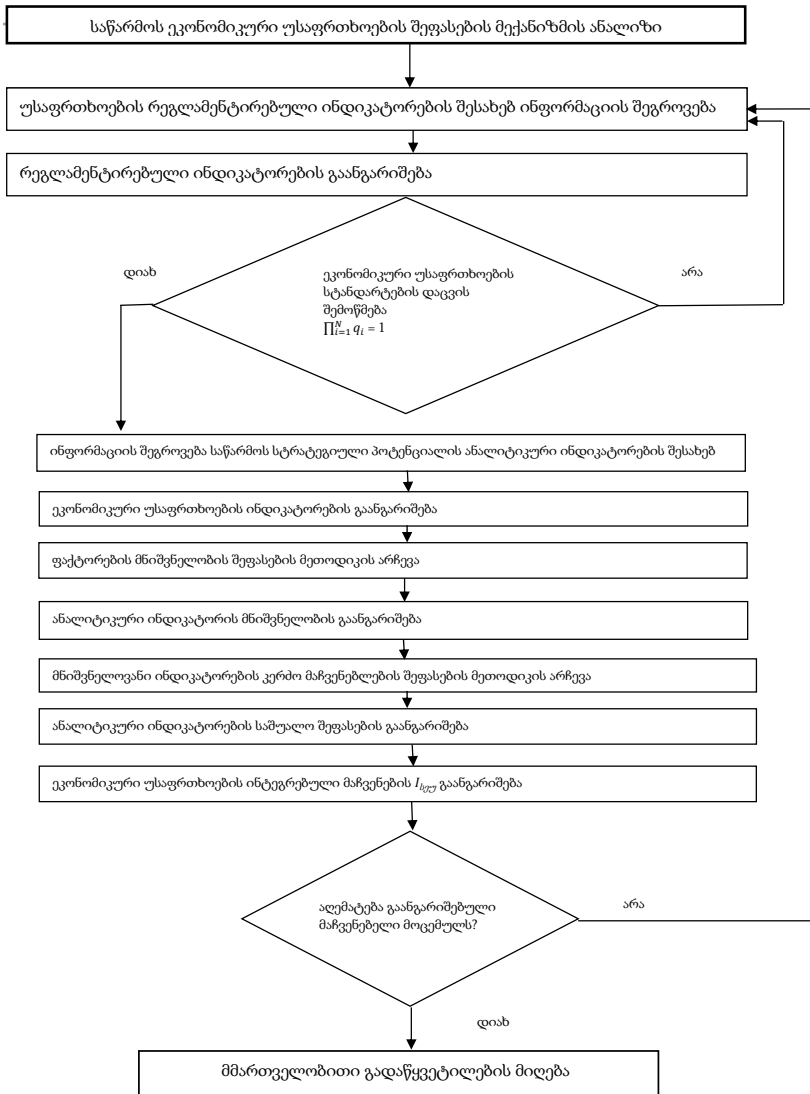 საწარმოს ეკონომიკური უსაფრთხოების შეფასების მექანიზმის ანალიზი
უსაფრთხოების რეგლამენტირებული ინდიკატორების შესახებ ინფორმაციის შეგროვება
რეგლამენტირებული ინდიკატორების გაანგარიშება
დიახ
არა
ეკონომიკური უსაფრთხოების
სტანდარტების დაცვის
შემოწმება
∏_{i=1}^{N} q_i = 1
ინფორმაციის შეგროვება საწარმოს სტრატეგიული პოტენციალის ანალიტიკური ინდიკატორების შესახებ
ეკონომიკური უსაფრთხოების ინდიკატორების გაანგარიშება
ფაქტორების მნიშვნელობის შეფასების მეთოდიკის არჩევა
ანალიტიკური ინდიკატორის მნიშვნელობის გაანგარიშება
მნიშვნელოვანი ინდიკატორების კერძო მაჩვენებლების შეფასების მეთოდიკის არჩევა
ანალიტიკური ინდიკატორების საშუალო შეფასების გაანგარიშება
ეკონომიკური უსაფრთხოების ინტეგრებული მაჩვენების I_{სეუ} გაანგარიშება
აღემატება გაანგარიშებული
მაჩვენებელი მოცემულს?
არა
დიახ
მმართველობითი გადაწყვეტილების მიღება